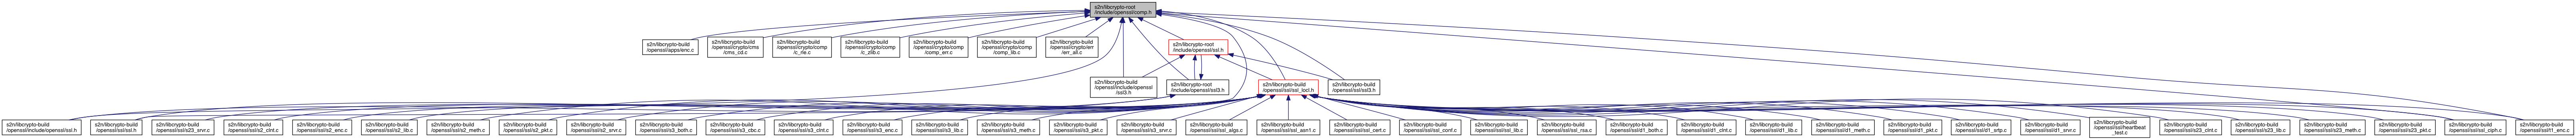 s2n/libcrypto-root
/include/openssl/comp.h
s2n/libcrypto-build
/openssl/apps/enc.c
s2n/libcrypto-build
/openssl/crypto/cms
/cms_cd.c
s2n/libcrypto-build
/openssl/crypto/comp
/c_rle.c
s2n/libcrypto-build
/openssl/crypto/comp
/c_zlib.c
s2n/libcrypto-build
/openssl/crypto/comp
/comp_err.c
s2n/libcrypto-build
/openssl/crypto/comp
/comp_lib.c
s2n/libcrypto-build
/openssl/crypto/err
/err_all.c
s2n/libcrypto-root
/include/openssl/ssl.h
s2n/libcrypto-build
/openssl/include/openssl
/ssl3.h
s2n/libcrypto-root
/include/openssl/ssl3.h
s2n/libcrypto-build
/openssl/ssl/ssl_locl.h
s2n/libcrypto-build
/openssl/ssl/ssl3.h
s2n/libcrypto-build
/openssl/include/openssl/ssl.h
s2n/libcrypto-build
/openssl/ssl/ssl.h
s2n/libcrypto-build
/openssl/ssl/s23_srvr.c
s2n/libcrypto-build
/openssl/ssl/s2_clnt.c
s2n/libcrypto-build
/openssl/ssl/s2_enc.c
s2n/libcrypto-build
/openssl/ssl/s2_lib.c
s2n/libcrypto-build
/openssl/ssl/s2_meth.c
s2n/libcrypto-build
/openssl/ssl/s2_pkt.c
s2n/libcrypto-build
/openssl/ssl/s2_srvr.c
s2n/libcrypto-build
/openssl/ssl/s3_both.c
s2n/libcrypto-build
/openssl/ssl/s3_cbc.c
s2n/libcrypto-build
/openssl/ssl/s3_clnt.c
s2n/libcrypto-build
/openssl/ssl/s3_enc.c
s2n/libcrypto-build
/openssl/ssl/s3_lib.c
s2n/libcrypto-build
/openssl/ssl/s3_meth.c
s2n/libcrypto-build
/openssl/ssl/s3_pkt.c
s2n/libcrypto-build
/openssl/ssl/s3_srvr.c
s2n/libcrypto-build
/openssl/ssl/ssl_algs.c
s2n/libcrypto-build
/openssl/ssl/ssl_asn1.c
s2n/libcrypto-build
/openssl/ssl/ssl_cert.c
s2n/libcrypto-build
/openssl/ssl/ssl_conf.c
s2n/libcrypto-build
/openssl/ssl/ssl_lib.c
s2n/libcrypto-build
/openssl/ssl/ssl_rsa.c
s2n/libcrypto-build
/openssl/ssl/d1_both.c
s2n/libcrypto-build
/openssl/ssl/d1_clnt.c
s2n/libcrypto-build
/openssl/ssl/d1_lib.c
s2n/libcrypto-build
/openssl/ssl/d1_meth.c
s2n/libcrypto-build
/openssl/ssl/d1_pkt.c
s2n/libcrypto-build
/openssl/ssl/d1_srtp.c
s2n/libcrypto-build
/openssl/ssl/d1_srvr.c
s2n/libcrypto-build
/openssl/ssl/heartbeat
_test.c
s2n/libcrypto-build
/openssl/ssl/s23_clnt.c
s2n/libcrypto-build
/openssl/ssl/s23_lib.c
s2n/libcrypto-build
/openssl/ssl/s23_meth.c
s2n/libcrypto-build
/openssl/ssl/s23_pkt.c
s2n/libcrypto-build
/openssl/ssl/ssl_ciph.c
s2n/libcrypto-build
/openssl/ssl/t1_enc.c